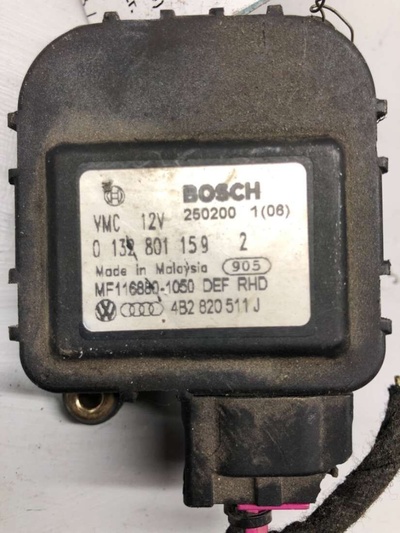 BOSCH
VMC 12V 250200 1(06)
0 132 801 159 2
Made in Malaysia 905
MF116880-1050 DEF RHD
4B2 820 511 J